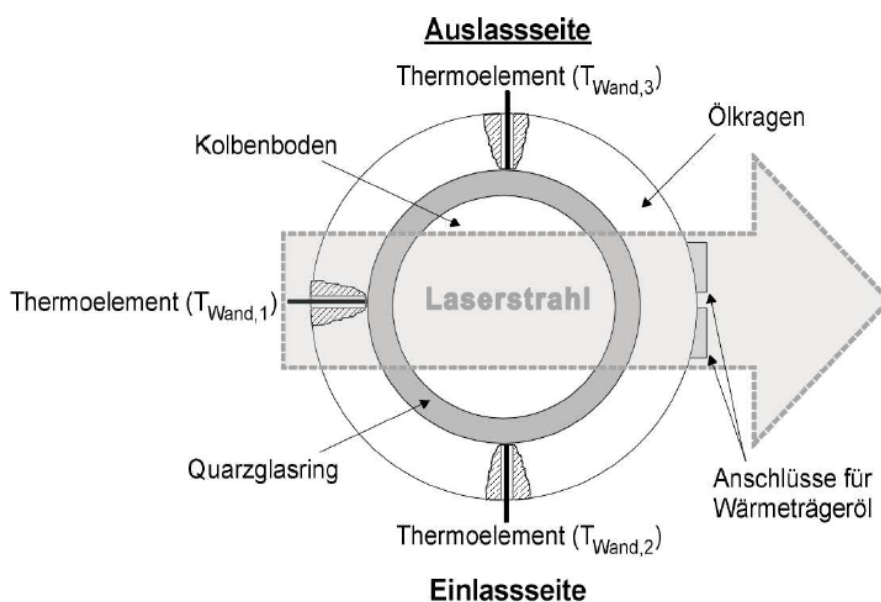 Auslassseite
Thermoelement (TWand,3)
Ölkragen
Kolbenboden
Thermoelement (TWand,1)
Laserstrahl
Quarzglasring
Anschlüsse für
Wärmeträgeröl
Thermoelement (TWand,2)
Einlassseite